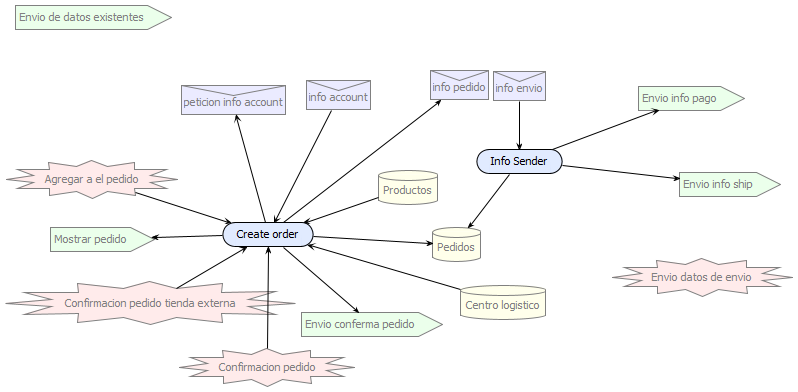 Envio de datos existentes
peticion info account
info account
info pedido
info envio
Envio info pago
Info Sender
Agregar a el pedido
Productos
Envio info ship
Mostrar pedido
Create order
Pedidos
Envio datos de envio
Confirmacion pedido tienda externa
Centro logistico
Envio conferma pedido
Confirmacion pedido